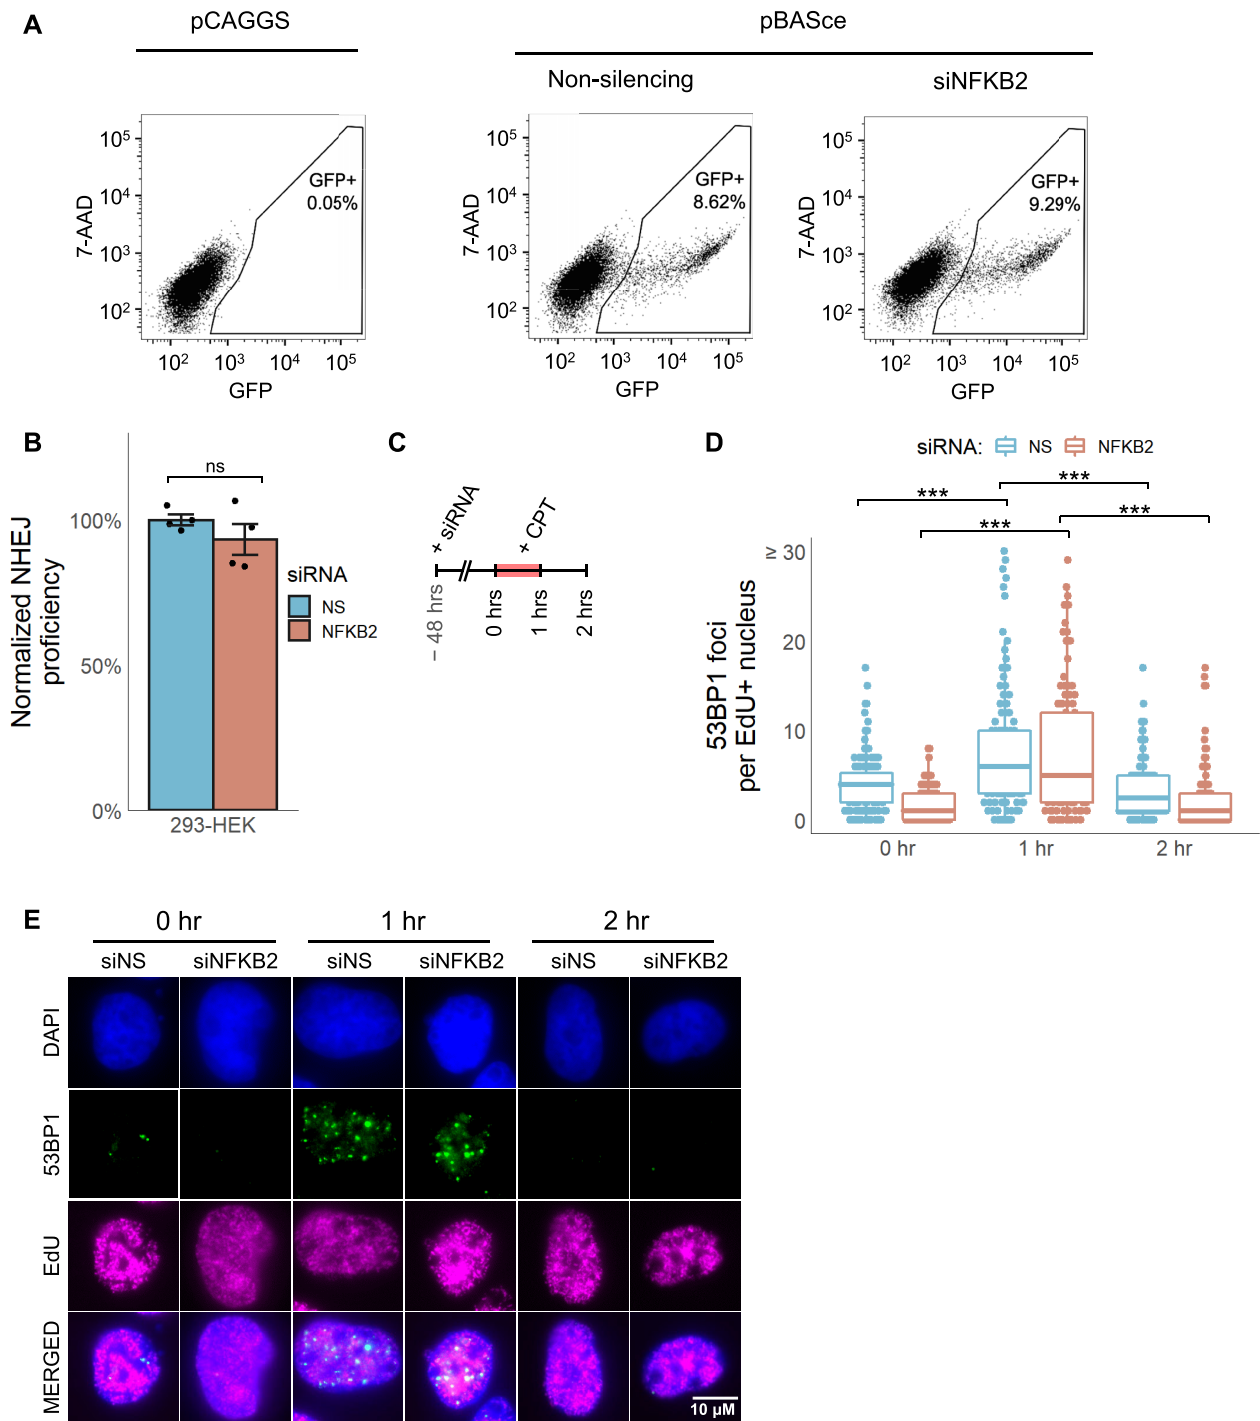 A
pCAGGS
pBASce
Non-silencing
siNFKB2
7-AAD
10⁵
10⁴
10³
10²
GFP+
0.05%
10² 10³ 10⁴ 10⁵
GFP
7-AAD
10⁵
10⁴
10³
10²
GFP+
8.62%
10² 10³ 10⁴ 10⁵
GFP
7-AAD
10⁵
10⁴
10³
10²
GFP+
9.29%
10² 10³ 10⁴ 10⁵
GFP
B
Normalized NHEJ
proficiency
100%
50%
0%
ns
293-HEK
siRNA
NS
NFKB2
C
+ siRNA
+ CPT
– 48 hrs
0 hrs
1 hrs
2 hrs
D
siRNA: NS NFKB2
***
***
***
***
53BP1 foci
per EdU+ nucleus
≥ 30
20
10
0
0 hr 1 hr 2 hr
E
0 hr 1 hr 2 hr
siNS siNFKB2 siNS siNFKB2 siNS siNFKB2
DAPI
53BP1
EdU
MERGED
10 µM